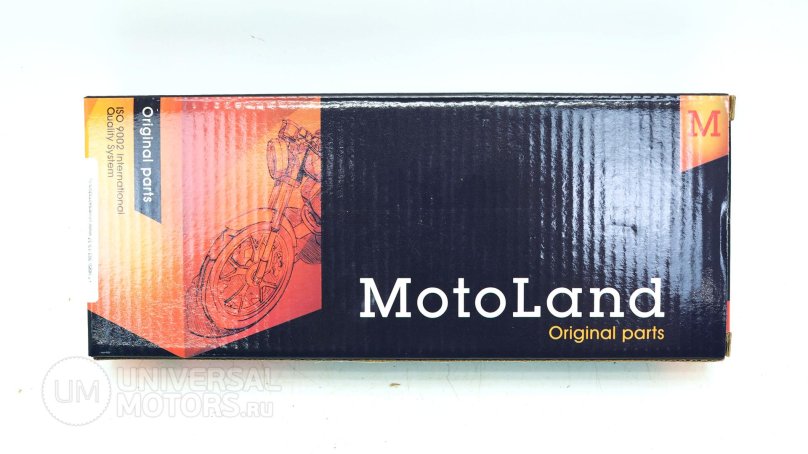 Original parts
ISO 9002 International
Quality System
M
MotoLand
Original parts
UM UNIVERSAL
MOTORS.RU